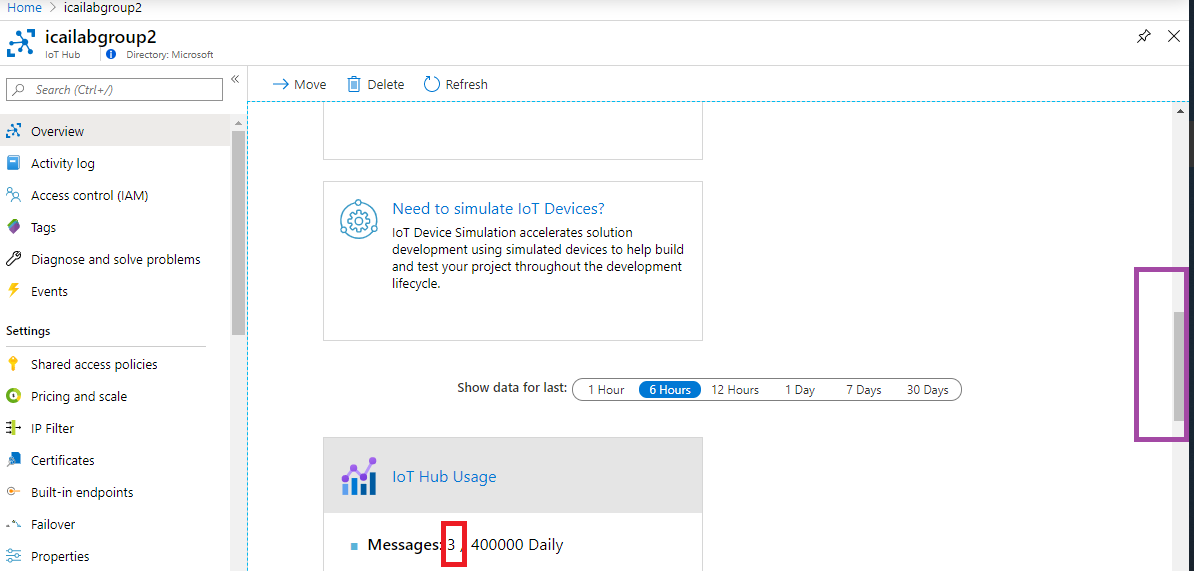 Home > icailabgroup2
icailabgroup2
IoT Hub
Directory: Microsoft
Search (Ctrl+/)
«
Move
Delete
Refresh
Overview
Activity log
Access control (IAM)
Tags
Diagnose and solve problems
Events
Settings
Shared access policies
Pricing and scale
IP Filter
Certificates
Built-in endpoints
Failover
Properties
Need to simulate IoT Devices?
IoT Device Simulation accelerates solution
development using simulated devices to help build
and test your project throughout the development
lifecycle.
Show data for last: 1 Hour 6 Hours 12 Hours 1 Day 7 Days 30 Days
IoT Hub Usage
Messages: 3 / 400000 Daily